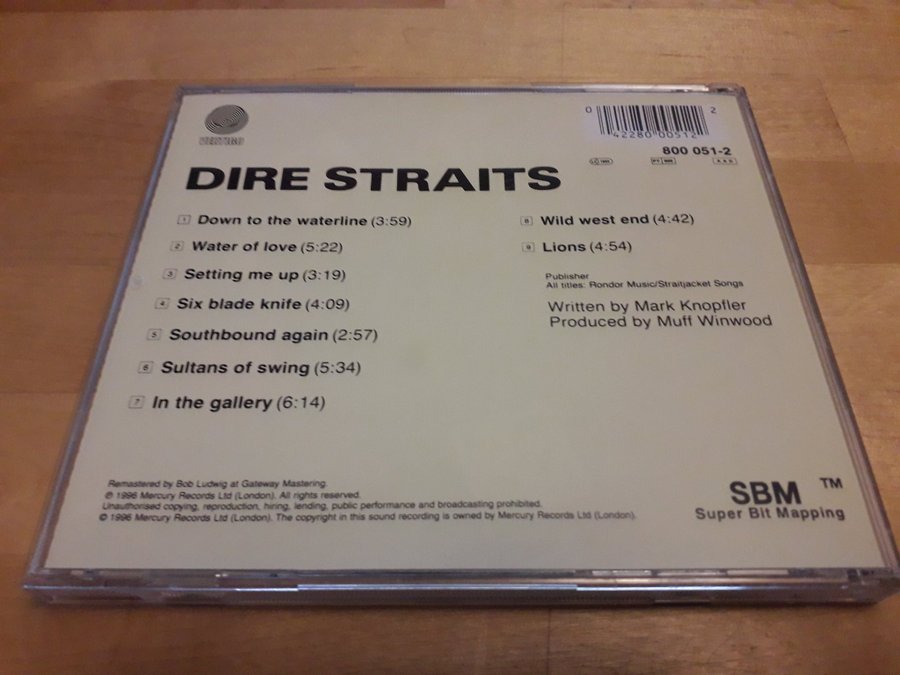 VERTIGO
0 42280 00512 2
800 051-2
DIRE STRAITS
1 Down to the waterline (3:59)
2 Water of love (5:22)
3 Setting me up (3:19)
4 Six blade knife (4:09)
5 Southbound again (2:57)
6 Sultans of swing (5:34)
7 In the gallery (6:14)
8 Wild west end (4:42)
9 Lions (4:54)
Publisher
All titles: Rondor Music/Straitjacket Songs
Written by Mark Knopfler
Produced by Muff Winwood
Remastered by Bob Ludwig at Gateway Mastering.
℗ 1996 Mercury Records Ltd (London). All rights reserved.
Unauthorised copying, reproduction, hiring, lending, public performance and broadcasting prohibited.
© 1996 Mercury Records Ltd (London). The copyright in this sound recording is owned by Mercury Records Ltd (London).
SBM TM
Super Bit Mapping